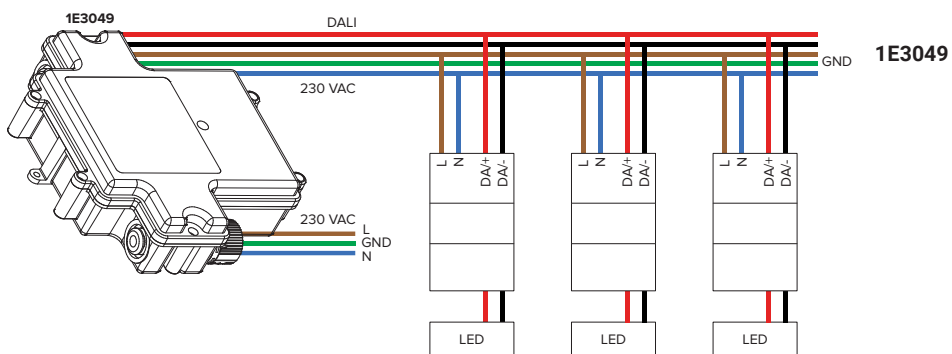 1E3049
DALI
1E3049
GND
230 VAC
L
N
DA/+
DA/-
L
N
DA/+
DA/-
L
N
DA/+
DA/-
230 VAC
L
GND
N
LED
LED
LED